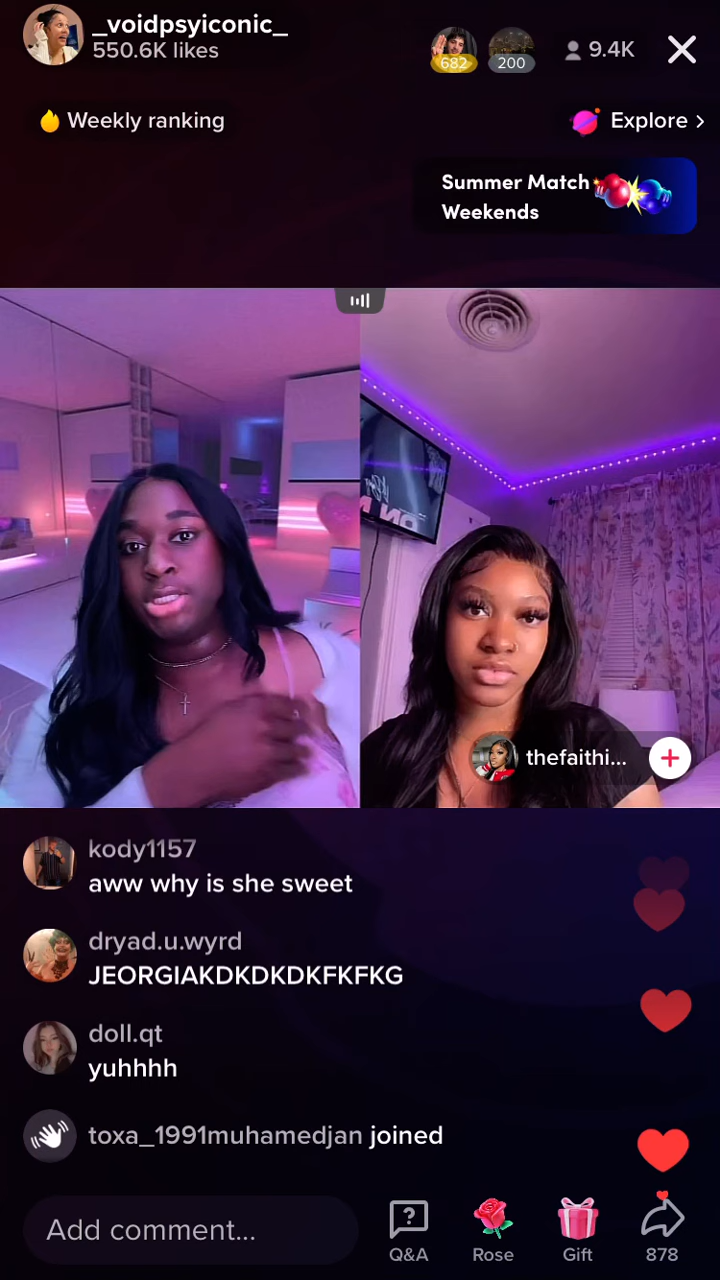 _voidpsyiconic_
550.6K likes
682
200
9.4K
Weekly ranking
Explore >
Summer Match
Weekends
thefaithi...
kody1157
aww why is she sweet
dryad.u.wyrd
JEORGIAKDKDKDKFKFKG
doll.qt
yuhhhh
toxa_1991muhamedjan joined
Add comment...
Q&A
Rose
Gift
878